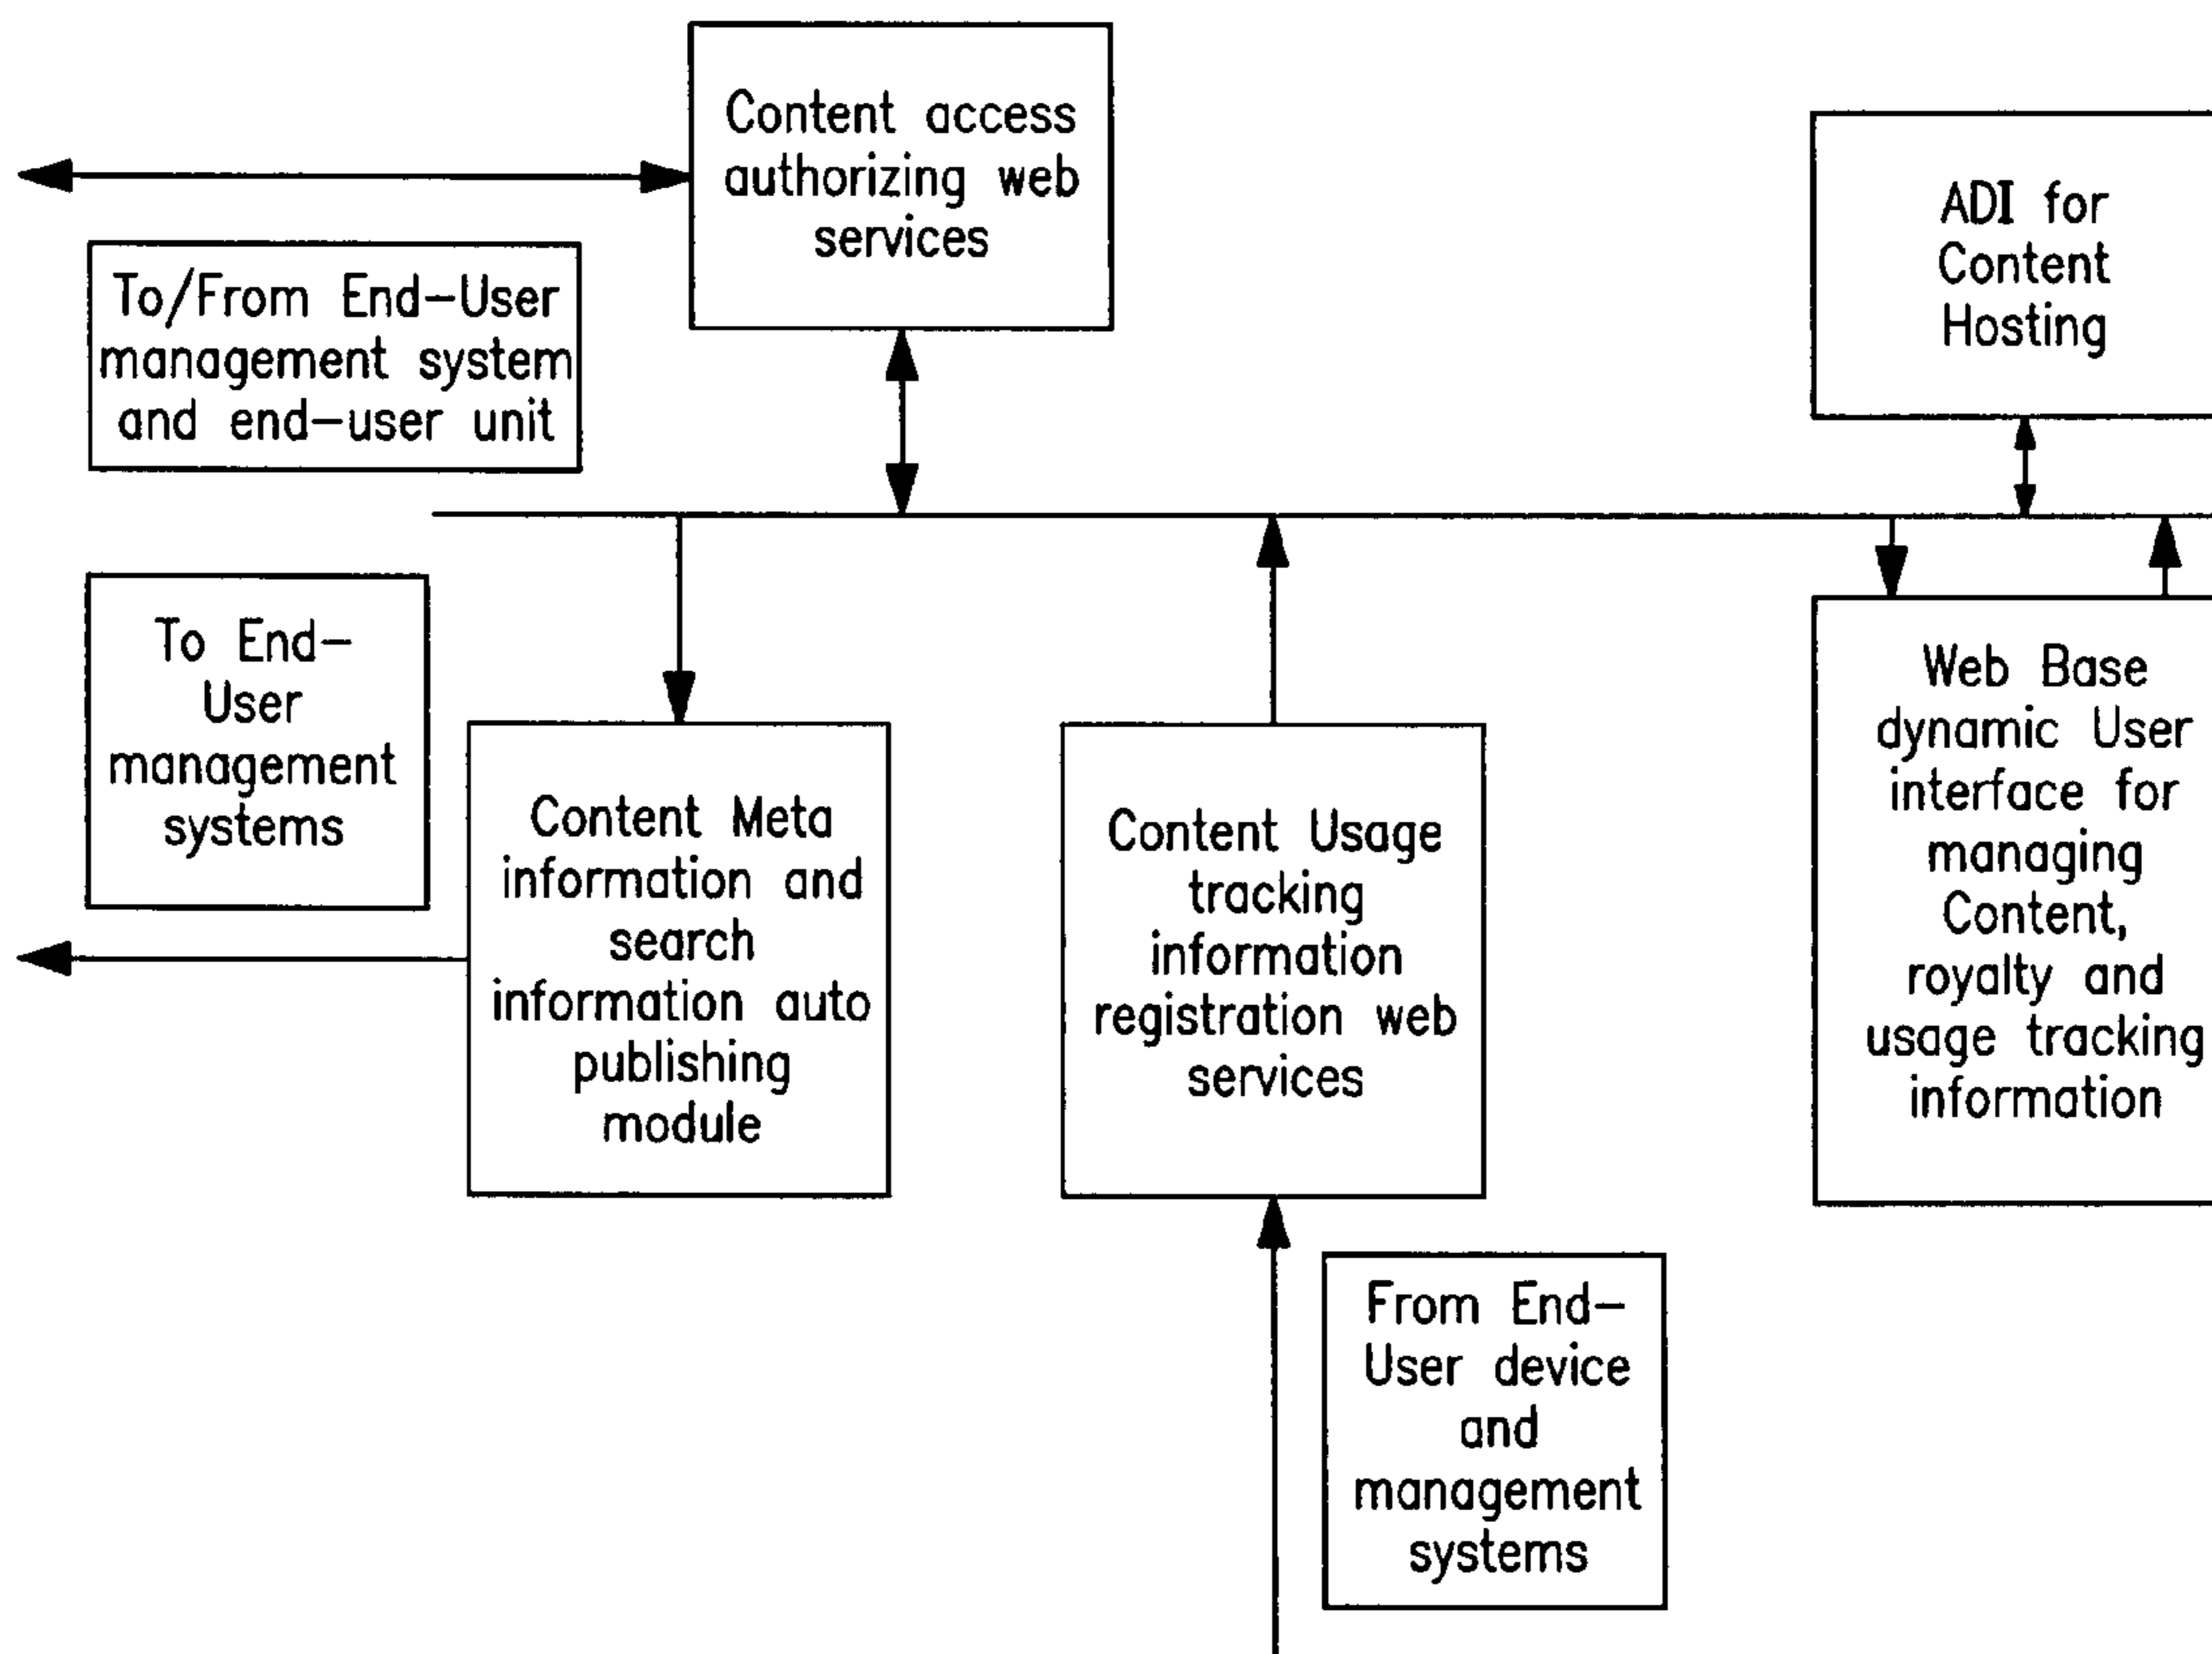 Content access
authorizing web
services
ADI for
Content
Hosting
To/From End-User
management system
and end-user unit
To End-
User
management
systems
Content Meta
information and
search
information auto
publishing
module
Content Usage
tracking
information
registration web
services
Web Base
dynamic User
interface for
managing
Content,
royalty and
usage tracking
information
From End-
User device
and
management
systems